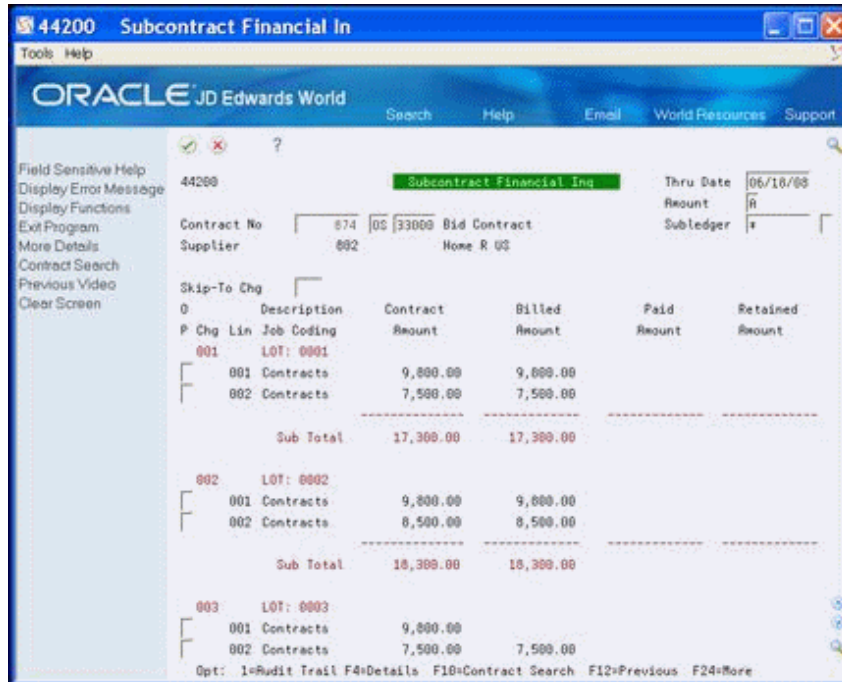 44200 Subcontract Financial In
Tools Help
ORACLE JD Edwards World
Search Help Email World Resources Support
?
Field Sensitive Help
Display Error Message
Display Functions
Exit Program
More Details
Contract Search
Previous Video
Clear Screen
44200 Subcontract Financial Inq Thru Date 06/18/08
Amount A
Contract No 874 OS 33000 Bid Contract Subledger *
Supplier 802 Home R US
Skip-To Chg
O Description Contract Billed Paid Retained
P Chg Lin Job Coding Amount Amount Amount Amount
001 LOT: 0001
001 Contracts 9,800.00 9,800.00
002 Contracts 7,500.00 7,500.00
Sub Total 17,300.00 17,300.00
002 LOT: 0002
001 Contracts 9,800.00 9,800.00
002 Contracts 8,500.00 8,500.00
Sub Total 18,300.00 18,300.00
003 LOT: 0003
001 Contracts 9,800.00
002 Contracts 7,500.00 7,500.00
Opt: 1=Audit Trail F4=Details F10=Contract Search F12=Previous F24=More